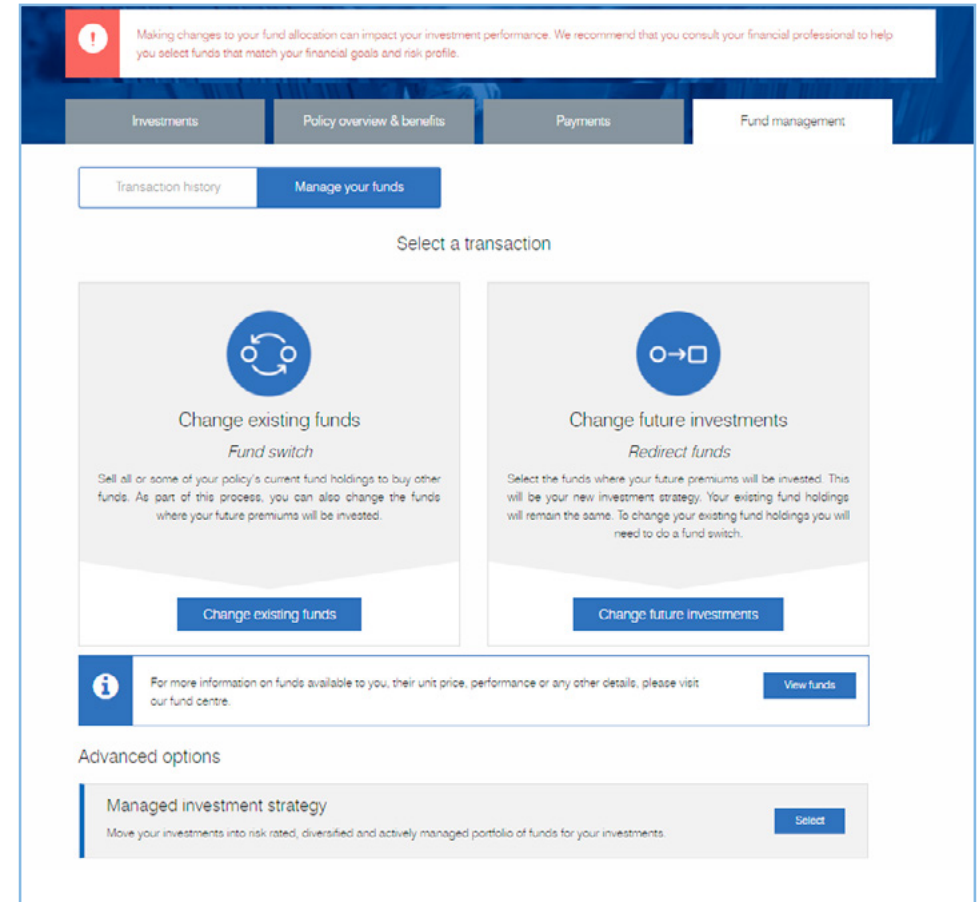 Making changes to your fund allocation can impact your investment performance. We recommend that you consult your financial professional to help
you select funds that match your financial goals and risk profile.
Investments
Policy overview & benefits
Payments
Fund management
Transaction history
Manage your funds
Select a transaction
Change existing funds
Fund switch
Sell all or some of your policy's current fund holdings to buy other
funds. As part of this process, you can also change the funds
where your future premiums will be invested.
Change existing funds
Change future investments
Redirect funds
Select the funds where your future premiums will be invested. This
will be your new investment strategy. Your existing fund holdings
will remain the same. To change your existing fund holdings you will
need to do a fund switch.
Change future investments
For more information on funds available to you, their unit price, performance or any other details, please visit
our fund centre.
View funds
Advanced options
Managed investment strategy
Move your investments into risk rated, diversified and actively managed portfolio of funds for your investments.
Select